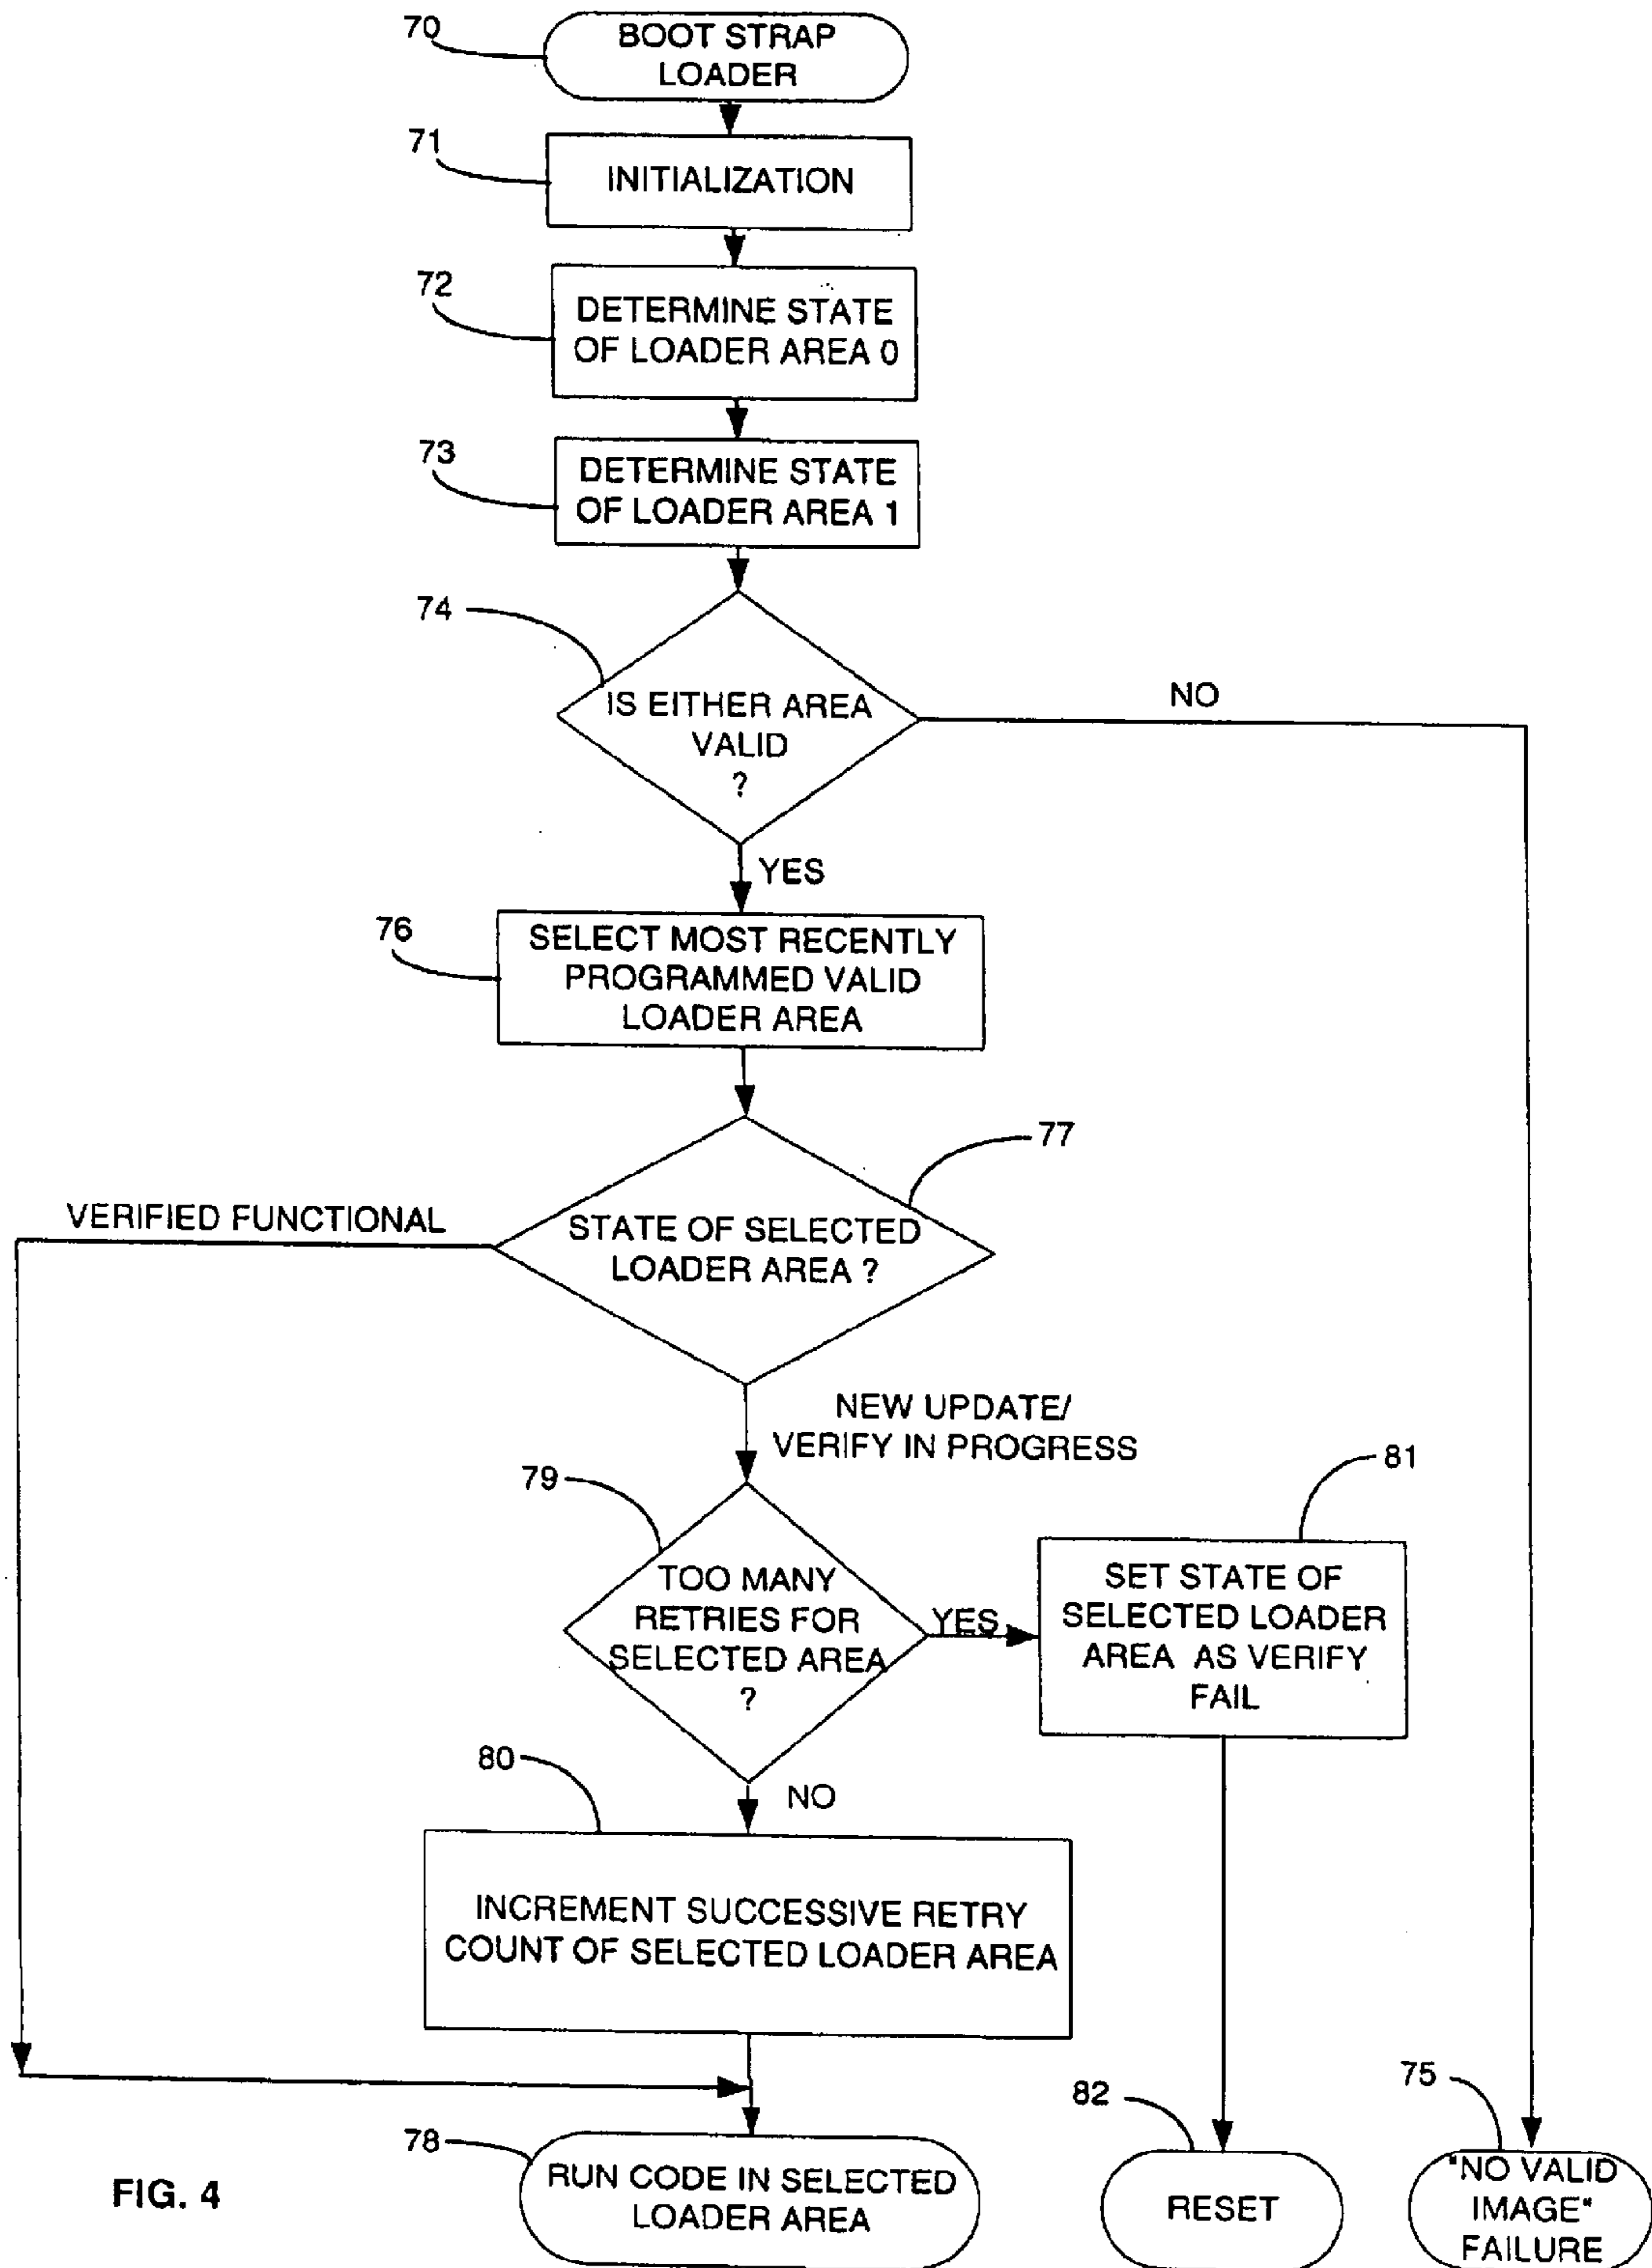 70
BOOT STRAP
LOADER
71
INITIALIZATION
72
DETERMINE STATE
OF LOADER AREA 0
73
DETERMINE STATE
OF LOADER AREA 1
74
IS EITHER AREA
VALID
?
NO
YES
76
SELECT MOST RECENTLY
PROGRAMMED VALID
LOADER AREA
77
VERIFIED FUNCTIONAL
STATE OF SELECTED
LOADER AREA ?
NEW UPDATE/
VERIFY IN PROGRESS
79
TOO MANY
RETRIES FOR
SELECTED AREA
?
YES
81
SET STATE OF
SELECTED LOADER
AREA AS VERIFY
FAIL
NO
80
INCREMENT SUCCESSIVE RETRY
COUNT OF SELECTED LOADER AREA
78
RUN CODE IN SELECTED
LOADER AREA
82
RESET
75
"NO VALID
IMAGE"
FAILURE
FIG. 4